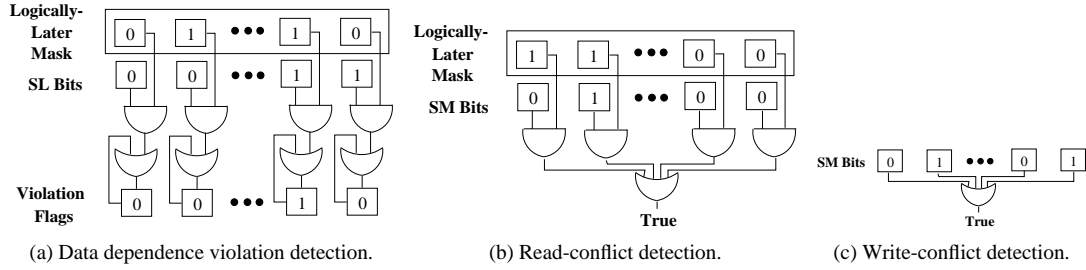 Logically-
Later
Mask
0 1 ••• 1 0
SL Bits
0 0 ••• 1 1
Violation
Flags
0 0 ••• 1 0
(a) Data dependence violation detection.
Logically-
Later
Mask
1 1 ••• 0 0
SM Bits
0 1 ••• 0 0
True
(b) Read-conflict detection.
SM Bits
0 1 ••• 0 1
True
(c) Write-conflict detection.